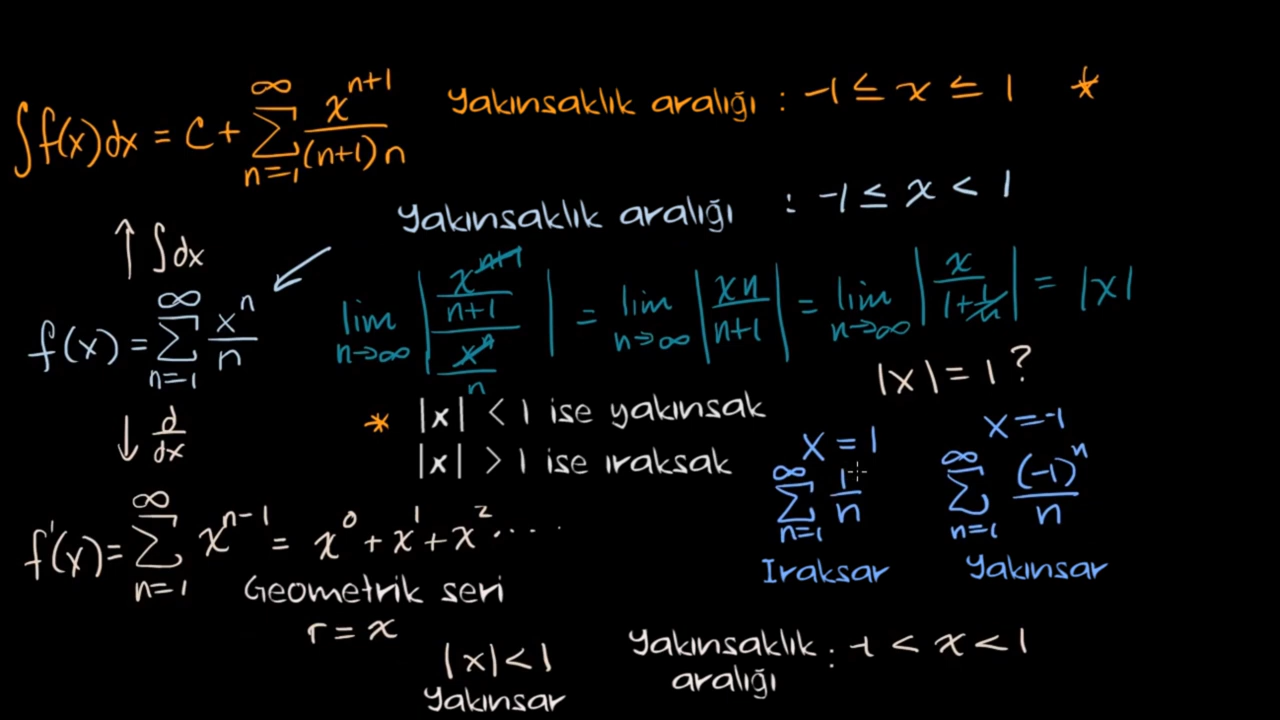 ∫f(x)dx = C + ∑_{n=1}^{∞} x^{n+1}/((n+1)n) Yakınsaklık aralığı : -1 ≤ x ≤ 1 *
Yakınsaklık aralığı : -1 ≤ x < 1
↑ ∫dx
f(x) = ∑_{n=1}^{∞} x^n/n
lim_{n→∞} |(x^{n+1}/(n+1))/(x^n/n)| = lim_{n→∞} |xn/(n+1)| = lim_{n→∞} |x/(1+1/n)| = |x|
|x| = 1 ?
↓ d/dx
* |x| < 1 ise yakınsak
|x| > 1 ise ıraksak
x = 1
∑_{n=1}^{∞} 1/n
Iraksar
x = -1
∑_{n=1}^{∞} (-1)^n/n
Yakınsar
f'(x) = ∑_{n=1}^{∞} x^{n-1} = x^0 + x^1 + x^2 ....
Geometrik seri
r = x
|x| < 1
Yakınsar
Yakınsaklık
aralığı : -1 < x < 1